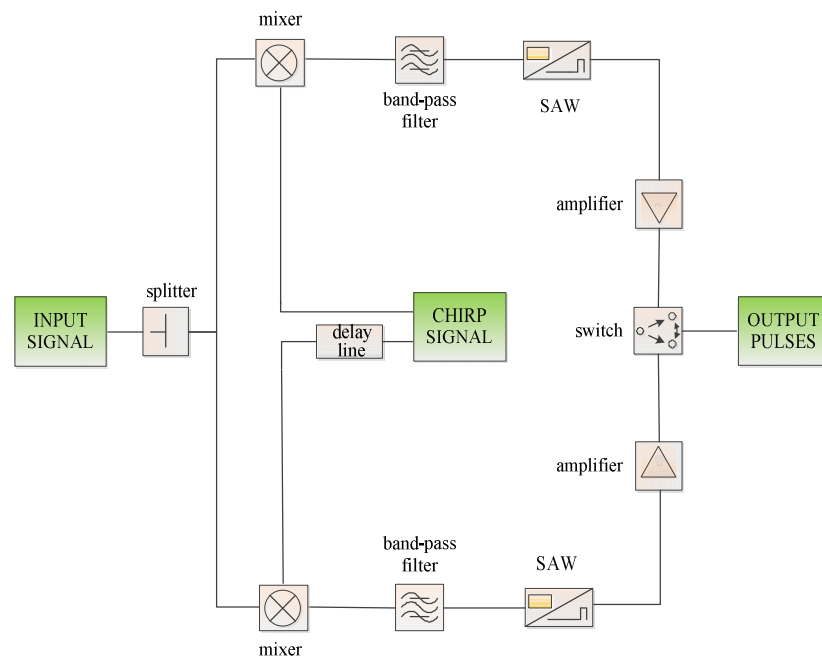 mixer
band-pass
filter
SAW
amplifier
splitter
INPUT
SIGNAL
delay
line
CHIRP
SIGNAL
switch
OUTPUT
PULSES
amplifier
band-pass
filter
SAW
mixer